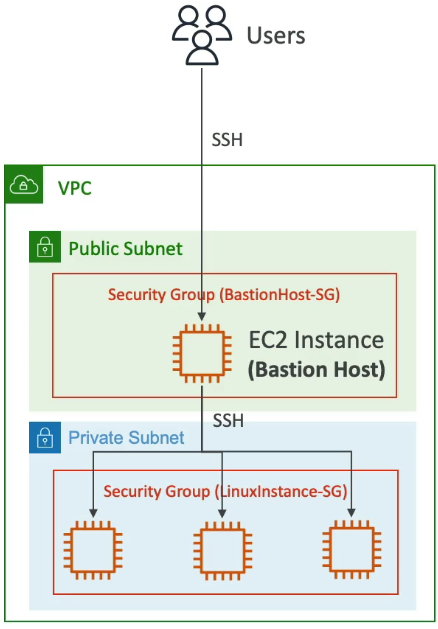 Users
SSH
VPC
Public Subnet
Security Group (BastionHost-SG)
EC2 Instance
(Bastion Host)
SSH
Private Subnet
Security Group (LinuxInstance-SG)